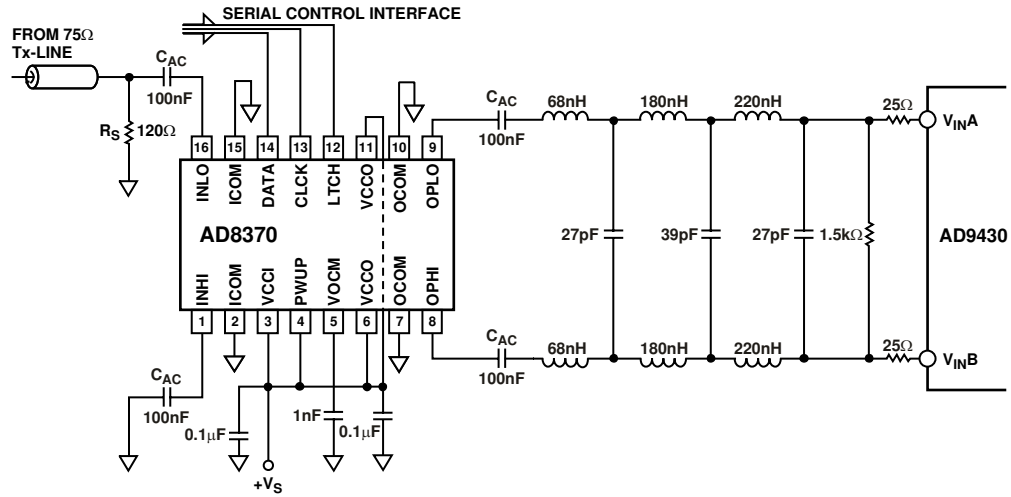 SERIAL CONTROL INTERFACE
FROM 75Ω
Tx-LINE
CAC
100nF
RS 120Ω
16 15 14 13 12 11 10 9
INLO ICOM DATA CLCK LTCH VCCO OCOM OPLO
AD8370
INHI ICOM VCCI PWUP VOCM VCCO OCOM OPHI
1 2 3 4 5 6 7 8
CAC
100nF
0.1μF
1nF
0.1μF
+VS
CAC
100nF
68nH 180nH 220nH
25Ω
VINA
27pF 39pF 27pF 1.5kΩ
AD9430
CAC
100nF
68nH 180nH 220nH
25Ω
VINB